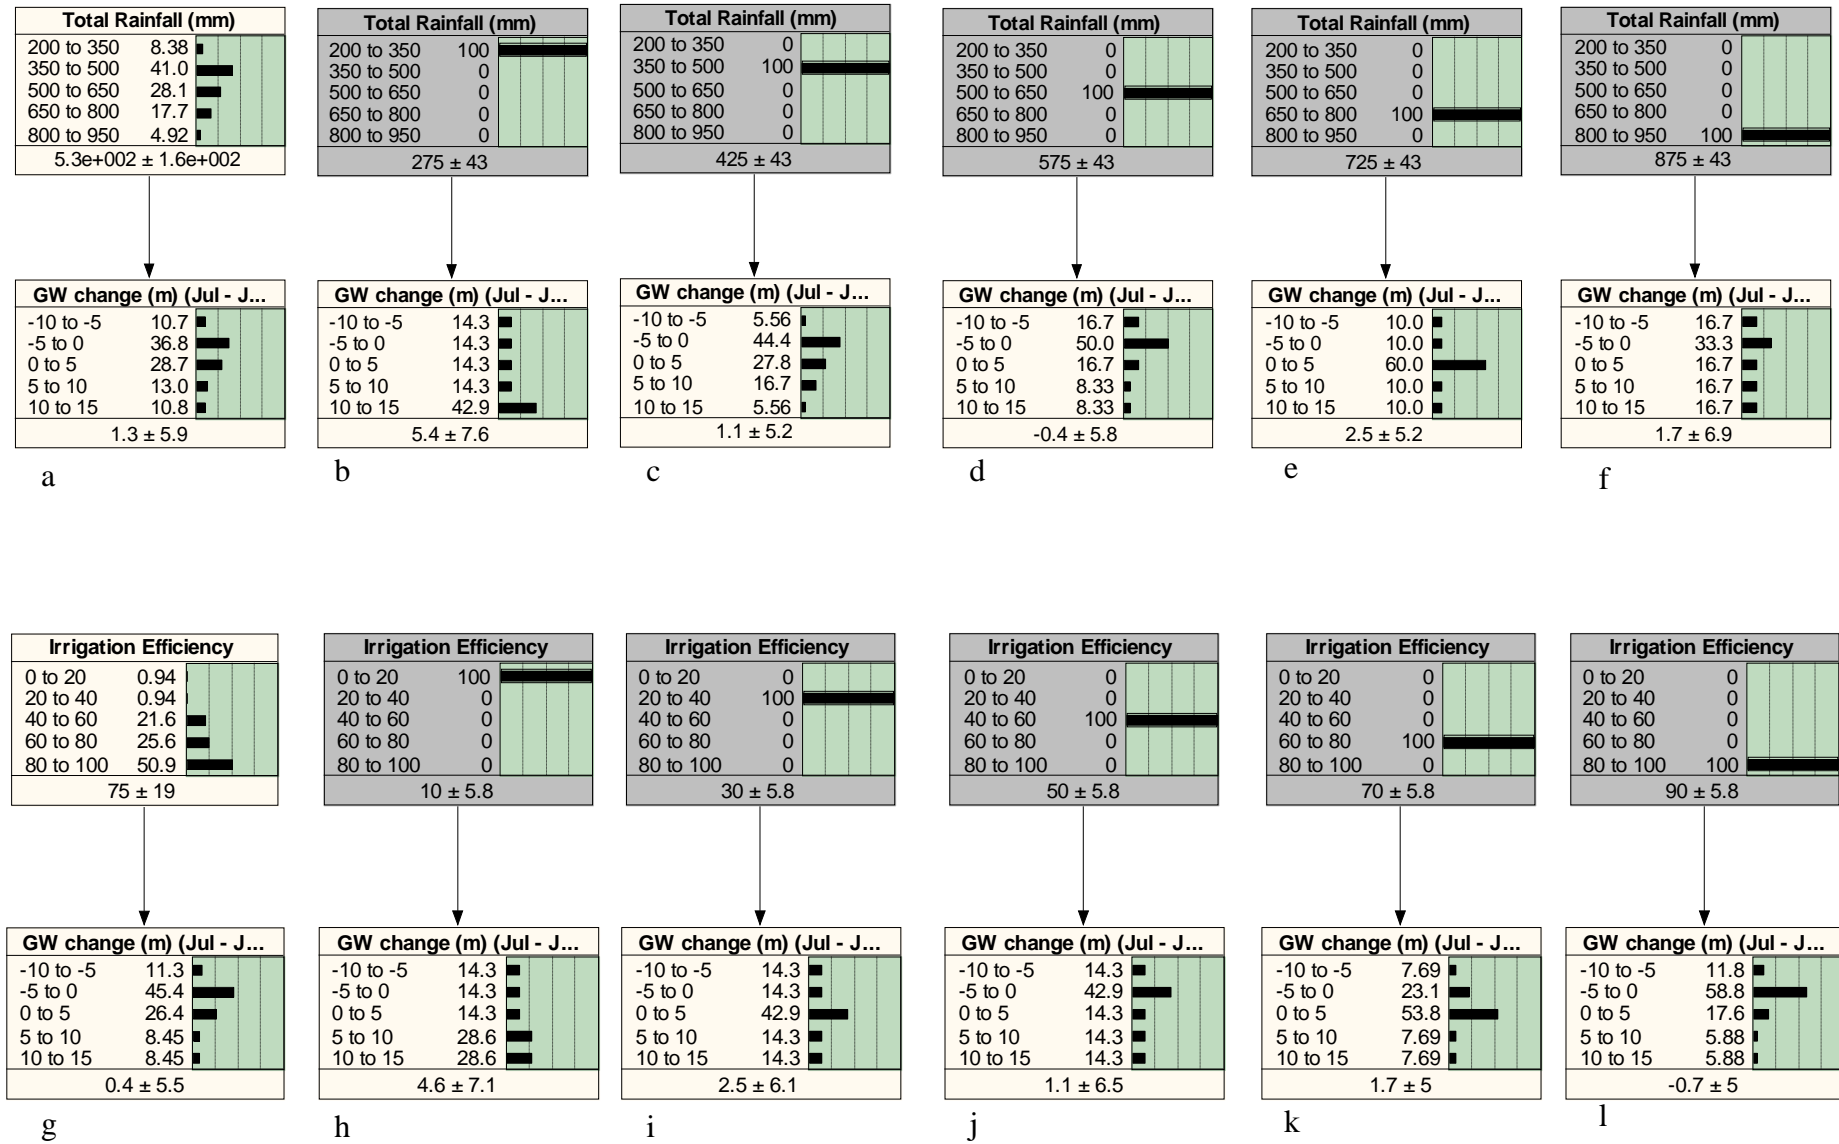 Total Rainfall (mm)
200 to 350 8.38
350 to 500 41.0
500 to 650 28.1
650 to 800 17.7
800 to 950 4.92
5.3e+002 ± 1.6e+002
GW change (m) (Jul - J...
-10 to -5 10.7
-5 to 0 36.8
0 to 5 28.7
5 to 10 13.0
10 to 15 10.8
1.3 ± 5.9
a
Total Rainfall (mm)
200 to 350 100
350 to 500 0
500 to 650 0
650 to 800 0
800 to 950 0
275 ± 43
GW change (m) (Jul - J...
-10 to -5 14.3
-5 to 0 14.3
0 to 5 14.3
5 to 10 14.3
10 to 15 42.9
5.4 ± 7.6
b
Total Rainfall (mm)
200 to 350 0
350 to 500 100
500 to 650 0
650 to 800 0
800 to 950 0
425 ± 43
GW change (m) (Jul - J...
-10 to -5 5.56
-5 to 0 44.4
0 to 5 27.8
5 to 10 16.7
10 to 15 5.56
1.1 ± 5.2
c
Total Rainfall (mm)
200 to 350 0
350 to 500 0
500 to 650 100
650 to 800 0
800 to 950 0
575 ± 43
GW change (m) (Jul - J...
-10 to -5 16.7
-5 to 0 50.0
0 to 5 16.7
5 to 10 8.33
10 to 15 8.33
-0.4 ± 5.8
d
Total Rainfall (mm)
200 to 350 0
350 to 500 0
500 to 650 0
650 to 800 100
800 to 950 0
725 ± 43
GW change (m) (Jul - J...
-10 to -5 10.0
-5 to 0 10.0
0 to 5 60.0
5 to 10 10.0
10 to 15 10.0
2.5 ± 5.2
e
Total Rainfall (mm)
200 to 350 0
350 to 500 0
500 to 650 0
650 to 800 0
800 to 950 100
875 ± 43
GW change (m) (Jul - J...
-10 to -5 16.7
-5 to 0 33.3
0 to 5 16.7
5 to 10 16.7
10 to 15 16.7
1.7 ± 6.9
f
Irrigation Efficiency
0 to 20 0.94
20 to 40 0.94
40 to 60 21.6
60 to 80 25.6
80 to 100 50.9
75 ± 19
GW change (m) (Jul - J...
-10 to -5 11.3
-5 to 0 45.4
0 to 5 26.4
5 to 10 8.45
10 to 15 8.45
0.4 ± 5.5
g
Irrigation Efficiency
0 to 20 100
20 to 40 0
40 to 60 0
60 to 80 0
80 to 100 0
10 ± 5.8
GW change (m) (Jul - J...
-10 to -5 14.3
-5 to 0 14.3
0 to 5 14.3
5 to 10 28.6
10 to 15 28.6
4.6 ± 7.1
h
Irrigation Efficiency
0 to 20 0
20 to 40 100
40 to 60 0
60 to 80 0
80 to 100 0
30 ± 5.8
GW change (m) (Jul - J...
-10 to -5 14.3
-5 to 0 14.3
0 to 5 42.9
5 to 10 14.3
10 to 15 14.3
2.5 ± 6.1
i
Irrigation Efficiency
0 to 20 0
20 to 40 0
40 to 60 100
60 to 80 0
80 to 100 0
50 ± 5.8
GW change (m) (Jul - J...
-10 to -5 14.3
-5 to 0 42.9
0 to 5 14.3
5 to 10 14.3
10 to 15 14.3
1.1 ± 6.5
j
Irrigation Efficiency
0 to 20 0
20 to 40 0
40 to 60 0
60 to 80 100
80 to 100 0
70 ± 5.8
GW change (m) (Jul - J...
-10 to -5 7.69
-5 to 0 23.1
0 to 5 53.8
5 to 10 7.69
10 to 15 7.69
1.7 ± 5
k
Irrigation Efficiency
0 to 20 0
20 to 40 0
40 to 60 0
60 to 80 0
80 to 100 100
90 ± 5.8
GW change (m) (Jul - J...
-10 to -5 11.8
-5 to 0 58.8
0 to 5 17.6
5 to 10 5.88
10 to 15 5.88
-0.7 ± 5
l